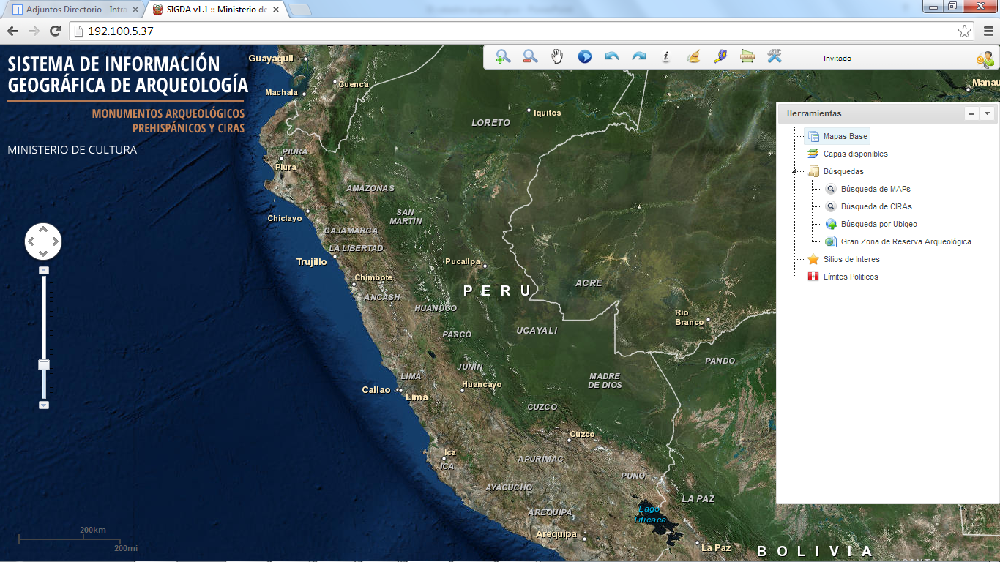 Adjuntos Directorio - Intra
SIGDA v1.1 :: Ministerio de
192.100.5.37
SISTEMA DE INFORMACIÓN
GEOGRÁFICA DE ARQUEOLOGÍA
MONUMENTOS ARQUEOLÓGICOS
PREHISPÁNICOS Y CIRAS
MINISTERIO DE CULTURA
Invitado
Herramientas
Mapas Base
Capas disponibles
Búsquedas
Búsqueda de MAPs
Búsqueda de CIRAs
Búsqueda por Ubigeo
Gran Zona de Reserva Arqueológica
Sitios de Interes
Límites Politicos
Guayaquil
Cuenca
Machala
Manau
Iquitos
LORETO
PIURA
Piura
AMAZONAS
SAN
MARTÍN
Chiclayo
CAJAMARCA
LA LIBERTAD
Trujillo
Pucallpa
Chimbote
ACRE
PERU
ANCASH
HUANUCO
Rio
Branco
UCAYALI
PASCO
PANDO
JUNÍN
LIMA
MADRE
DE DIOS
Huancayo
Callao
Lima
CUZCO
Cuzco
Ica
ICA
APURÍMAC
PUNO
AYACUCHO
LA PAZ
AREQUIPA
Lago
Titicaca
Arequipa
La Paz
BOLIVIA
200km
200mi